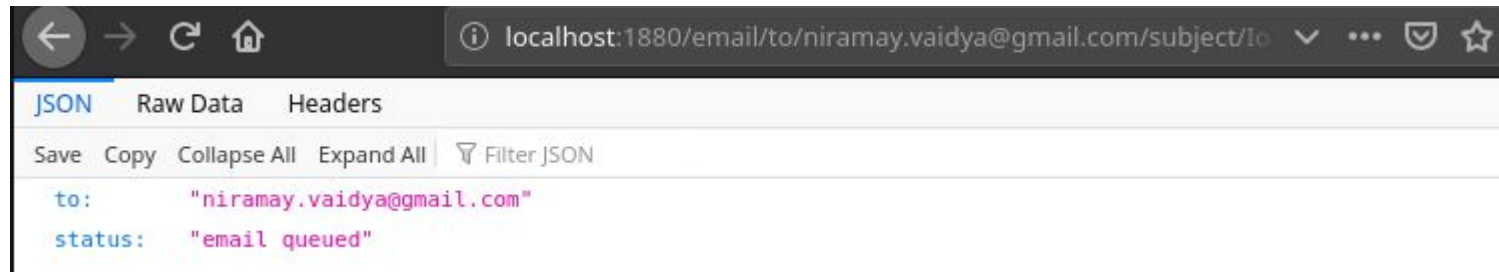 localhost:1880/email/to/niramay.vaidya@gmail.com/subject/Io
JSON Raw Data Headers
Save Copy Collapse All Expand All Filter JSON
to: "niramay.vaidya@gmail.com"
status: "email queued"